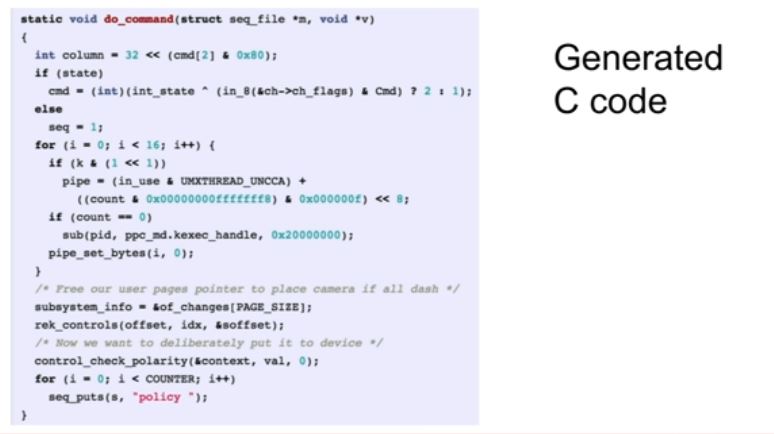 static void do_command(struct seq_file *m, void *v)
{
  int column = 32 << (cmd[2] & 0x80);
  if (state)
    cmd = (int)(int_state ^ (in_8(&ch->ch_flags) & Cmd) ? 2 : 1);
  else
    seq = 1;
  for (i = 0; i < 16; i++) {
    if (k & (1 << 1))
      pipe = (in_use & UMXTHREAD_UNCCA) +
        ((count & 0x00000000fffffff8) & 0x000000f) << 8;
    if (count == 0)
      sub(pid, ppc_md.kexec_handle, 0x20000000);
    pipe_set_bytes(i, 0);
  }
  /* Free our user pages pointer to place camera if all dash */
  subsystem_info = &of_changes[PAGE_SIZE];
  rek_controls(offset, idx, &soffset);
  /* Now we want to deliberately put it to device */
  control_check_polarity(&context, val, 0);
  for (i = 0; i < COUNTER; i++)
    seq_puts(s, "policy ");
}
Generated
C code